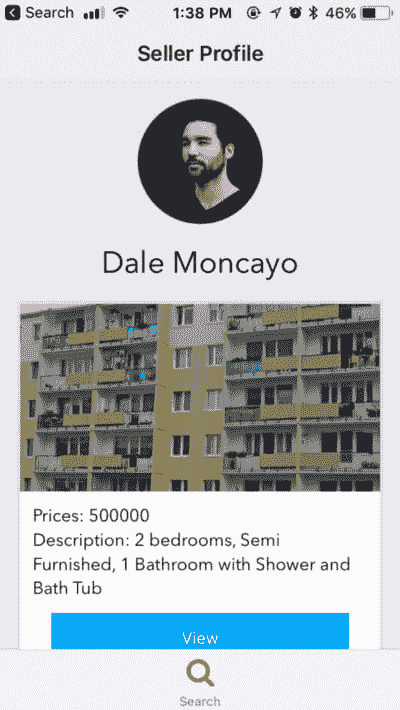 Search 1:38 PM 46%
Seller Profile
Dale Moncayo
Prices: 500000
Description: 2 bedrooms, Semi
Furnished, 1 Bathroom with Shower and
Bath Tub
View
Search